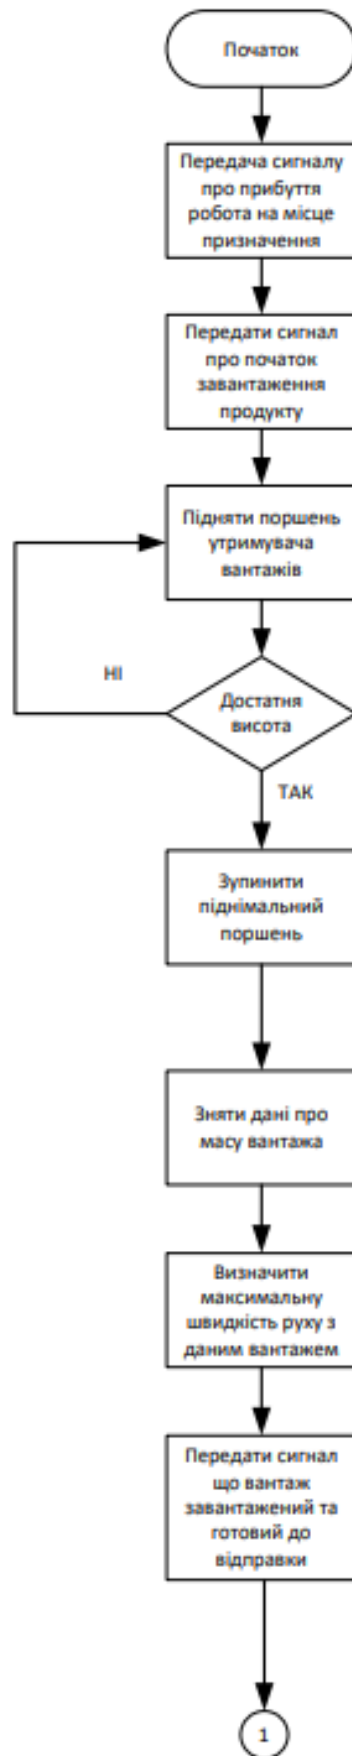 Початок
Передача сигналу
про прибуття
робота на місце
призначення
Передати сигнал
про початок
завантаження
продукту
Підняти поршень
утримувача
вантажів
НІ
Достатня
висота
ТАК
Зупинити
піднімальний
поршень
Зняти дані про
масу вантажа
Визначити
максимальну
швидкість руху з
даним вантажем
Передати сигнал
що вантаж
завантажений та
готовий до
відправки
1